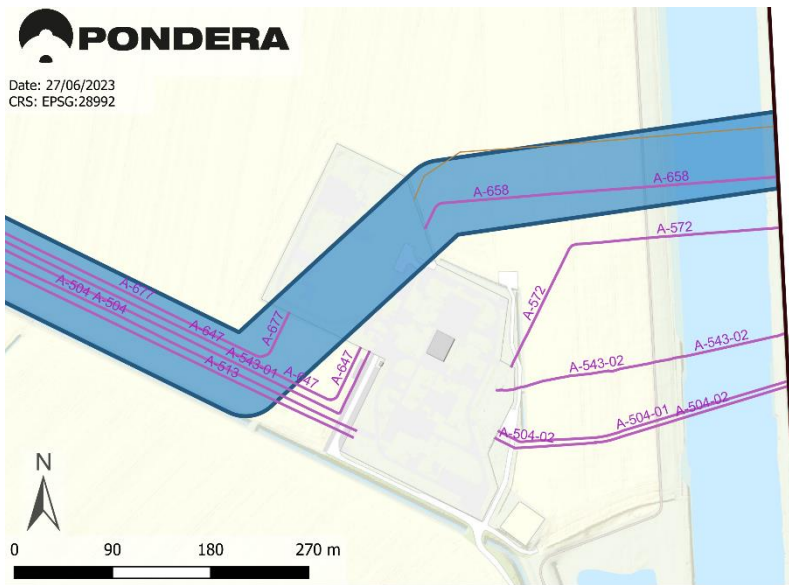 PONDERA
Date: 27/06/2023
CRS: EPSG:28992
A-658
A-658
A-572
A-572
A-677
A-504
A-504
A-647
A-677
A-543-01
A-513
A-647
A-647
A-543-02
A-543-02
A-504-01
A-504-02
A-504-02
N
0 90 180 270 m